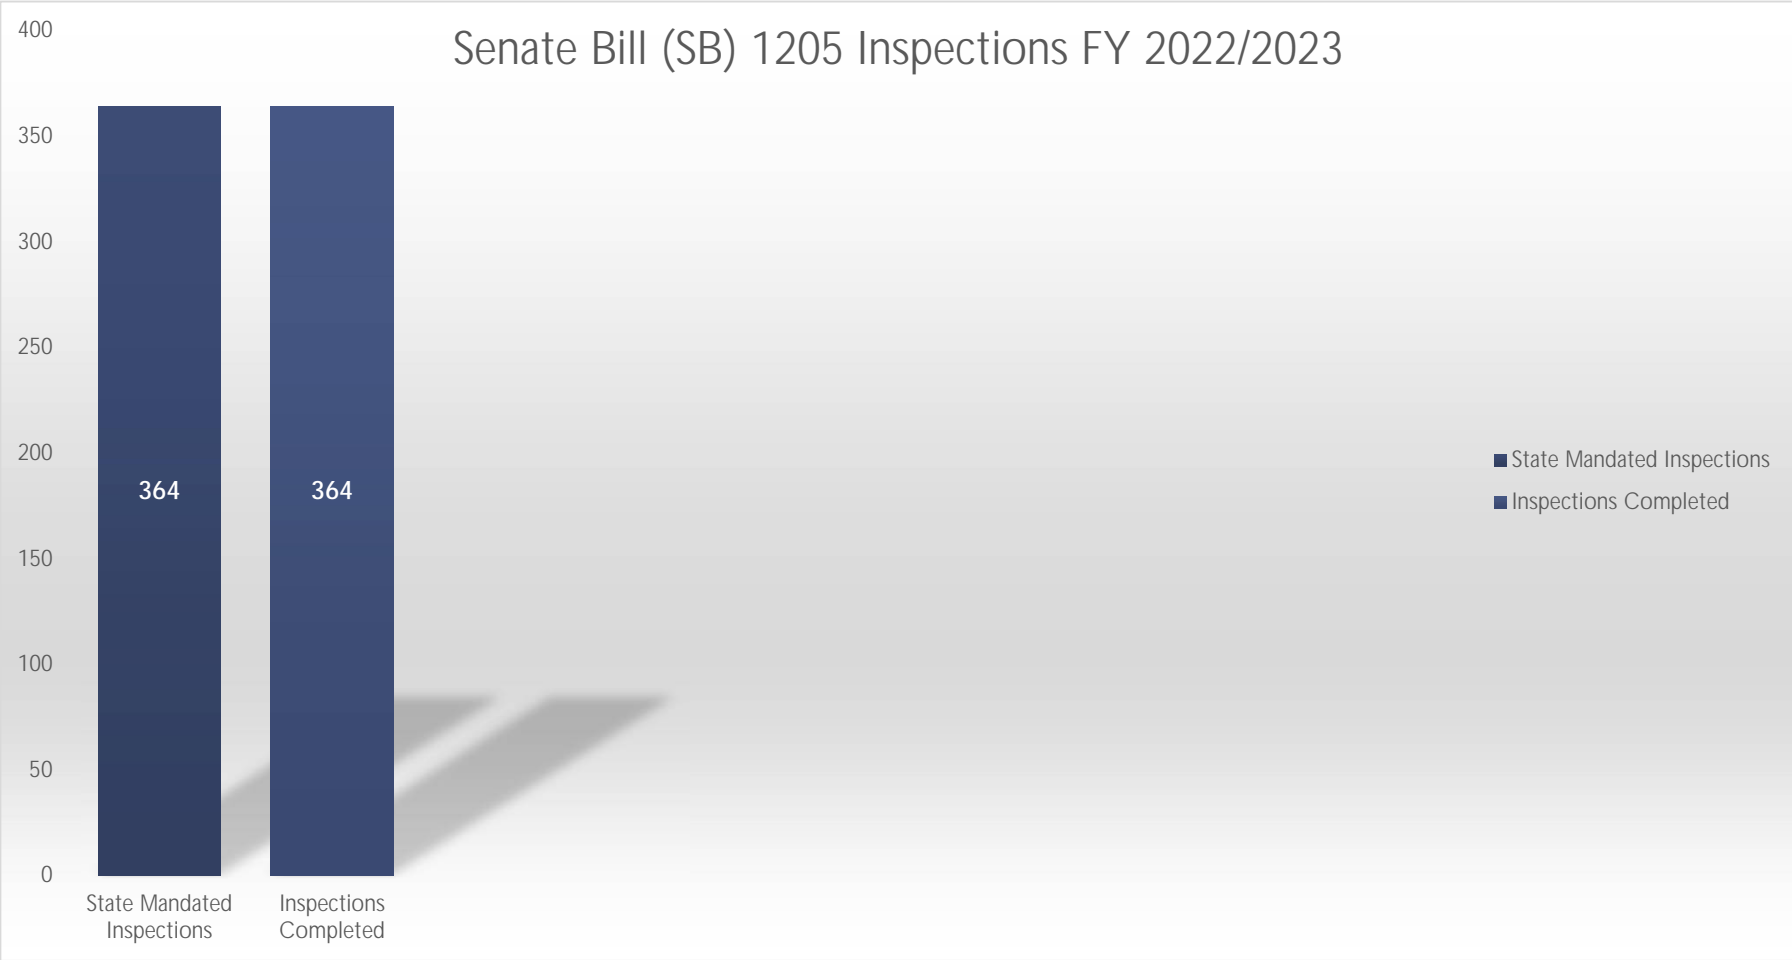 Senate Bill (SB) 1205 Inspections FY 2022/2023
400
350
300
250
200
150
100
50
0
364
364
State Mandated
Inspections
Inspections
Completed
State Mandated Inspections
Inspections Completed